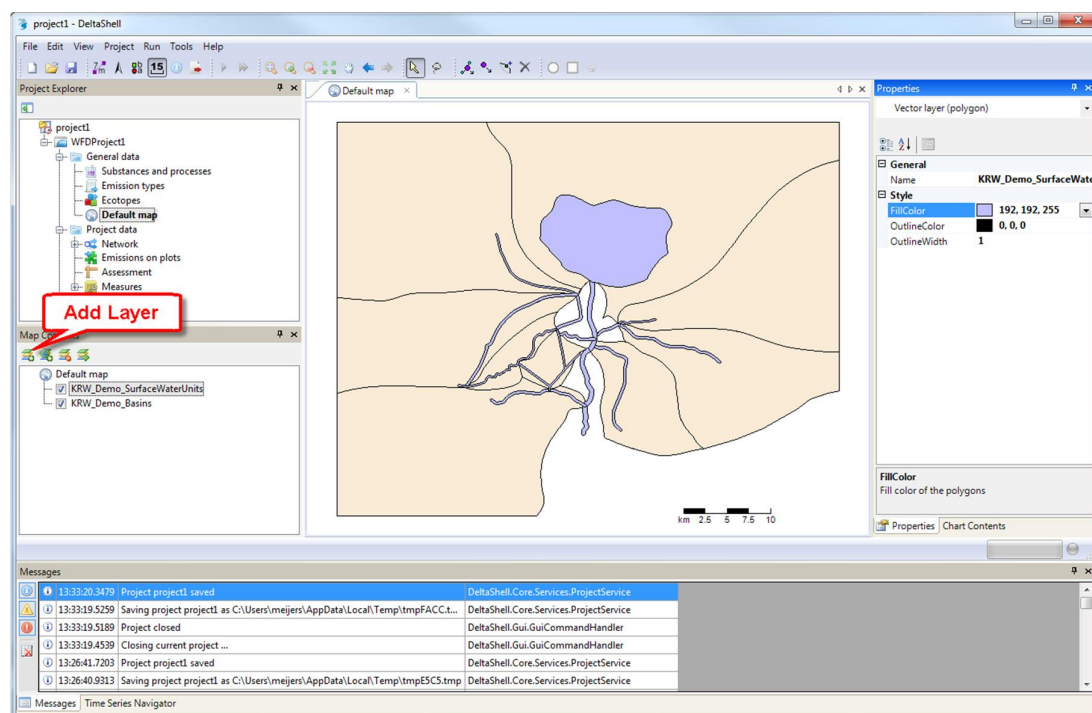 project1 - DeltaShell
File Edit View Project Run Tools Help
15
Project Explorer
project1
WFDProject1
General data
Substances and processes
Emission types
Ecotopes
Default map
Project data
Network
Emissions on plots
Assessment
Measures
Add Layer
Map Co
Default map
KRW_Demo_SurfaceWaterUnits
KRW_Demo_Basins
Default map
km 2.5 5 7.5 10
Properties
Vector layer (polygon)
General
Name KRW_Demo_SurfaceWate
Style
FillColor 192, 192, 255
OutlineColor 0, 0, 0
OutlineWidth 1
FillColor
Fill color of the polygons
Properties Chart Contents
Messages
13:33:20.3479 Project project1 saved DeltaShell.Core.Services.ProjectService
13:33:19.5259 Saving project project1 as C:\Users\meijers\AppData\Local\Temp\tmpFACC.t... DeltaShell.Core.Services.ProjectService
13:33:19.5189 Project closed DeltaShell.Gui.GuiCommandHandler
13:33:19.4539 Closing current project ... DeltaShell.Gui.GuiCommandHandler
13:26:41.7203 Project project1 saved DeltaShell.Core.Services.ProjectService
13:26:40.9313 Saving project project1 as C:\Users\meijers\AppData\Local\Temp\tmpE5C5.tmp DeltaShell.Core.Services.ProjectService
Messages Time Series Navigator